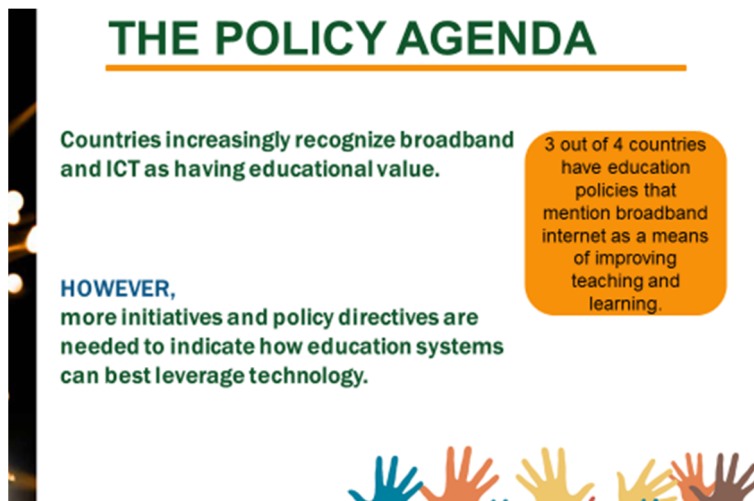 THE POLICY AGENDA
Countries increasingly recognize broadband
and ICT as having educational value.
3 out of 4 countries
have education
policies that
mention broadband
internet as a means
of improving
teaching and
learning.
HOWEVER,
more initiatives and policy directives are
needed to indicate how education systems
can best leverage technology.